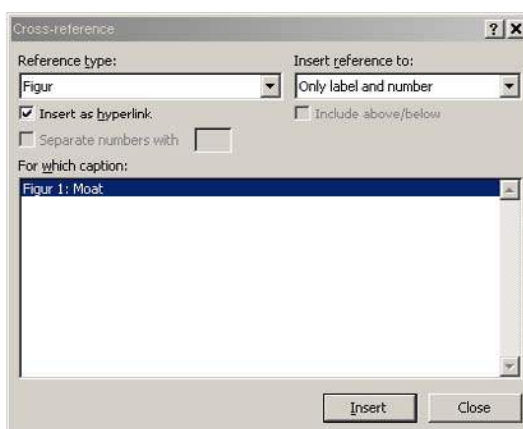 Cross-reference
Reference type:
Insert reference to:
Figur
Only label and number
Insert as hyperlink
Include above/below
Separate numbers with
For which caption:
Figur 1: Moat
Insert
Close